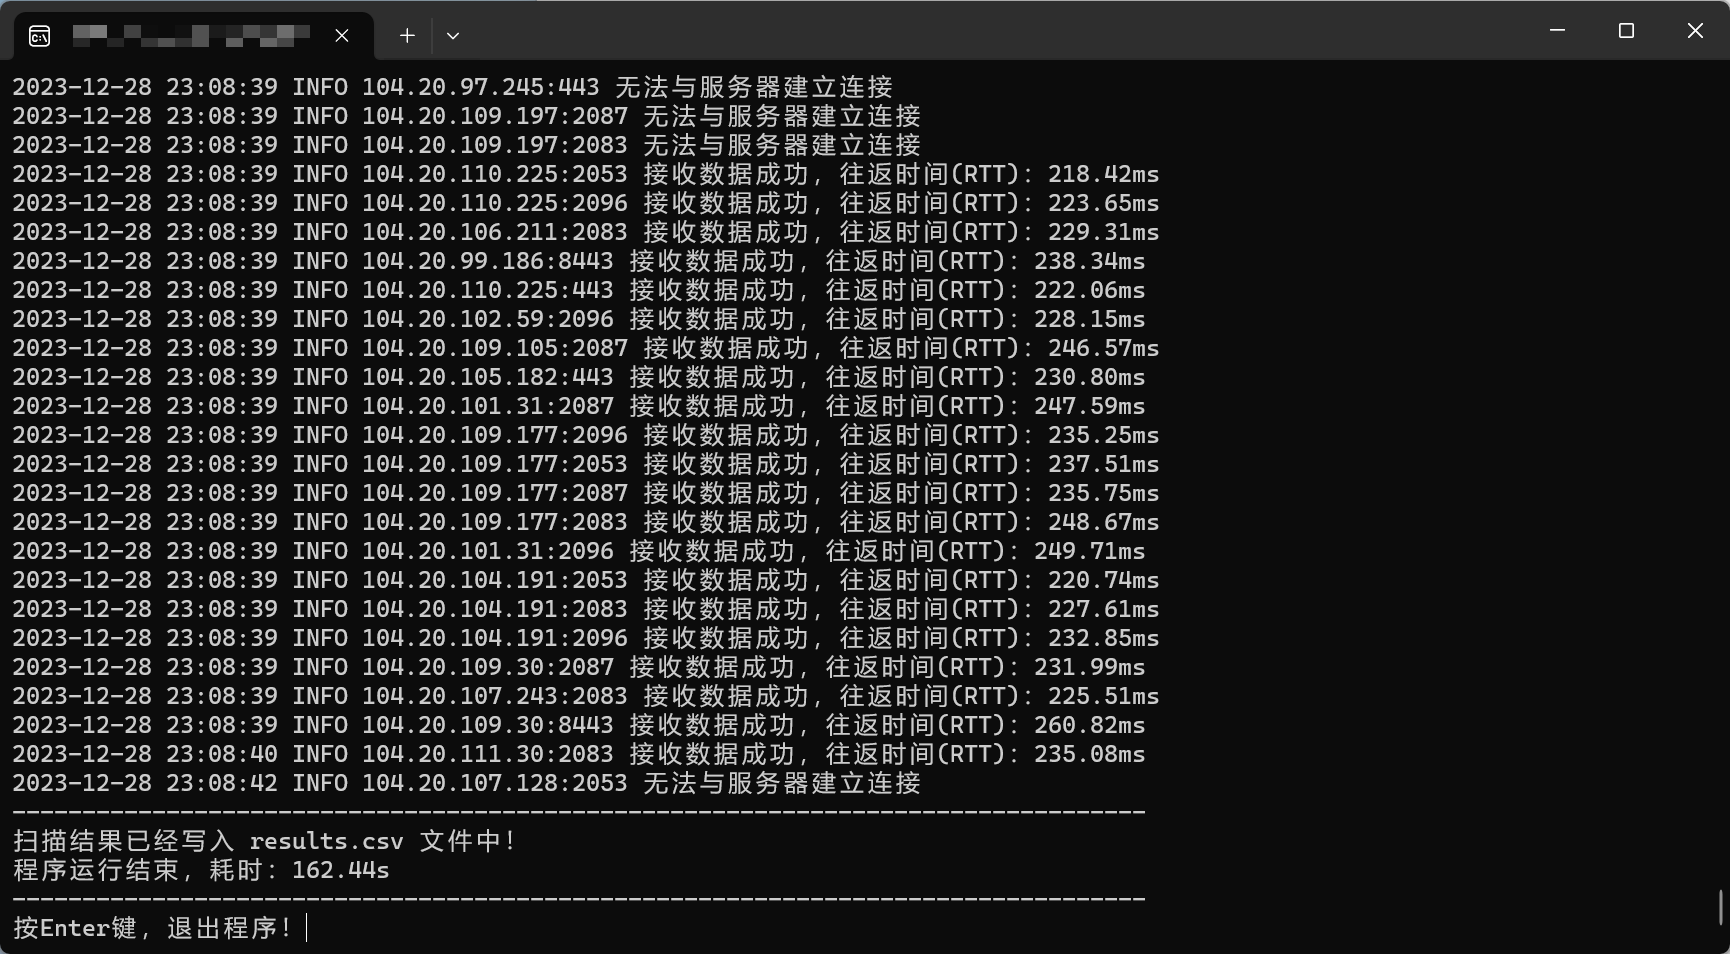 2023-12-28 23:08:39 INFO 104.20.97.245:443 无法与服务器建立连接
2023-12-28 23:08:39 INFO 104.20.109.197:2087 无法与服务器建立连接
2023-12-28 23:08:39 INFO 104.20.109.197:2083 无法与服务器建立连接
2023-12-28 23:08:39 INFO 104.20.110.225:2053 接收数据成功，往返时间(RTT)：218.42ms
2023-12-28 23:08:39 INFO 104.20.110.225:2096 接收数据成功，往返时间(RTT)：223.65ms
2023-12-28 23:08:39 INFO 104.20.106.211:2083 接收数据成功，往返时间(RTT)：229.31ms
2023-12-28 23:08:39 INFO 104.20.99.186:8443 接收数据成功，往返时间(RTT)：238.34ms
2023-12-28 23:08:39 INFO 104.20.110.225:443 接收数据成功，往返时间(RTT)：222.06ms
2023-12-28 23:08:39 INFO 104.20.102.59:2096 接收数据成功，往返时间(RTT)：228.15ms
2023-12-28 23:08:39 INFO 104.20.109.105:2087 接收数据成功，往返时间(RTT)：246.57ms
2023-12-28 23:08:39 INFO 104.20.105.182:443 接收数据成功，往返时间(RTT)：230.80ms
2023-12-28 23:08:39 INFO 104.20.101.31:2087 接收数据成功，往返时间(RTT)：247.59ms
2023-12-28 23:08:39 INFO 104.20.109.177:2096 接收数据成功，往返时间(RTT)：235.25ms
2023-12-28 23:08:39 INFO 104.20.109.177:2053 接收数据成功，往返时间(RTT)：237.51ms
2023-12-28 23:08:39 INFO 104.20.109.177:2087 接收数据成功，往返时间(RTT)：235.75ms
2023-12-28 23:08:39 INFO 104.20.109.177:2083 接收数据成功，往返时间(RTT)：248.67ms
2023-12-28 23:08:39 INFO 104.20.101.31:2096 接收数据成功，往返时间(RTT)：249.71ms
2023-12-28 23:08:39 INFO 104.20.104.191:2053 接收数据成功，往返时间(RTT)：220.74ms
2023-12-28 23:08:39 INFO 104.20.104.191:2083 接收数据成功，往返时间(RTT)：227.61ms
2023-12-28 23:08:39 INFO 104.20.104.191:2096 接收数据成功，往返时间(RTT)：232.85ms
2023-12-28 23:08:39 INFO 104.20.109.30:2087 接收数据成功，往返时间(RTT)：231.99ms
2023-12-28 23:08:39 INFO 104.20.107.243:2083 接收数据成功，往返时间(RTT)：225.51ms
2023-12-28 23:08:39 INFO 104.20.109.30:8443 接收数据成功，往返时间(RTT)：260.82ms
2023-12-28 23:08:40 INFO 104.20.111.30:2083 接收数据成功，往返时间(RTT)：235.08ms
2023-12-28 23:08:42 INFO 104.20.107.128:2053 无法与服务器建立连接
---------------------------------------------------------------------------------
扫描结果已经写入 results.csv 文件中！
程序运行结束，耗时：162.44s
---------------------------------------------------------------------------------
按Enter键，退出程序！